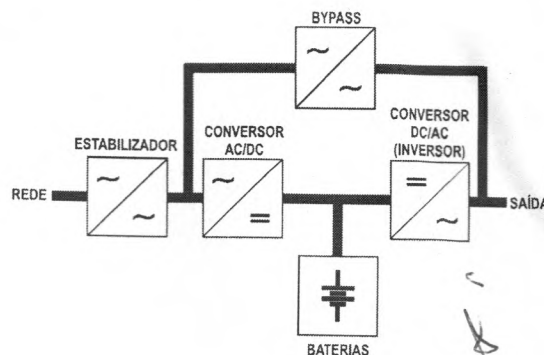 BYPASS
ESTABILIZADOR
CONVERSOR
AC/DC
CONVERSOR
DC/AC
(INVERSOR)
REDE
SAÍDA
BATERIAS